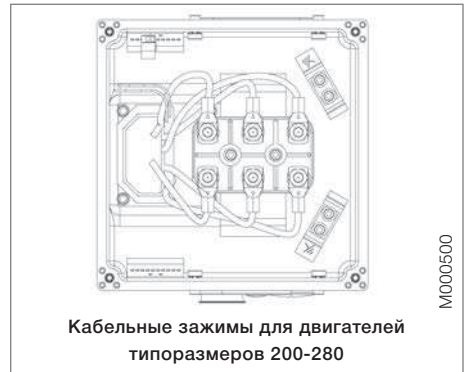 M000500
Кабельные зажимы для двигателей
типоразмеров 200-280